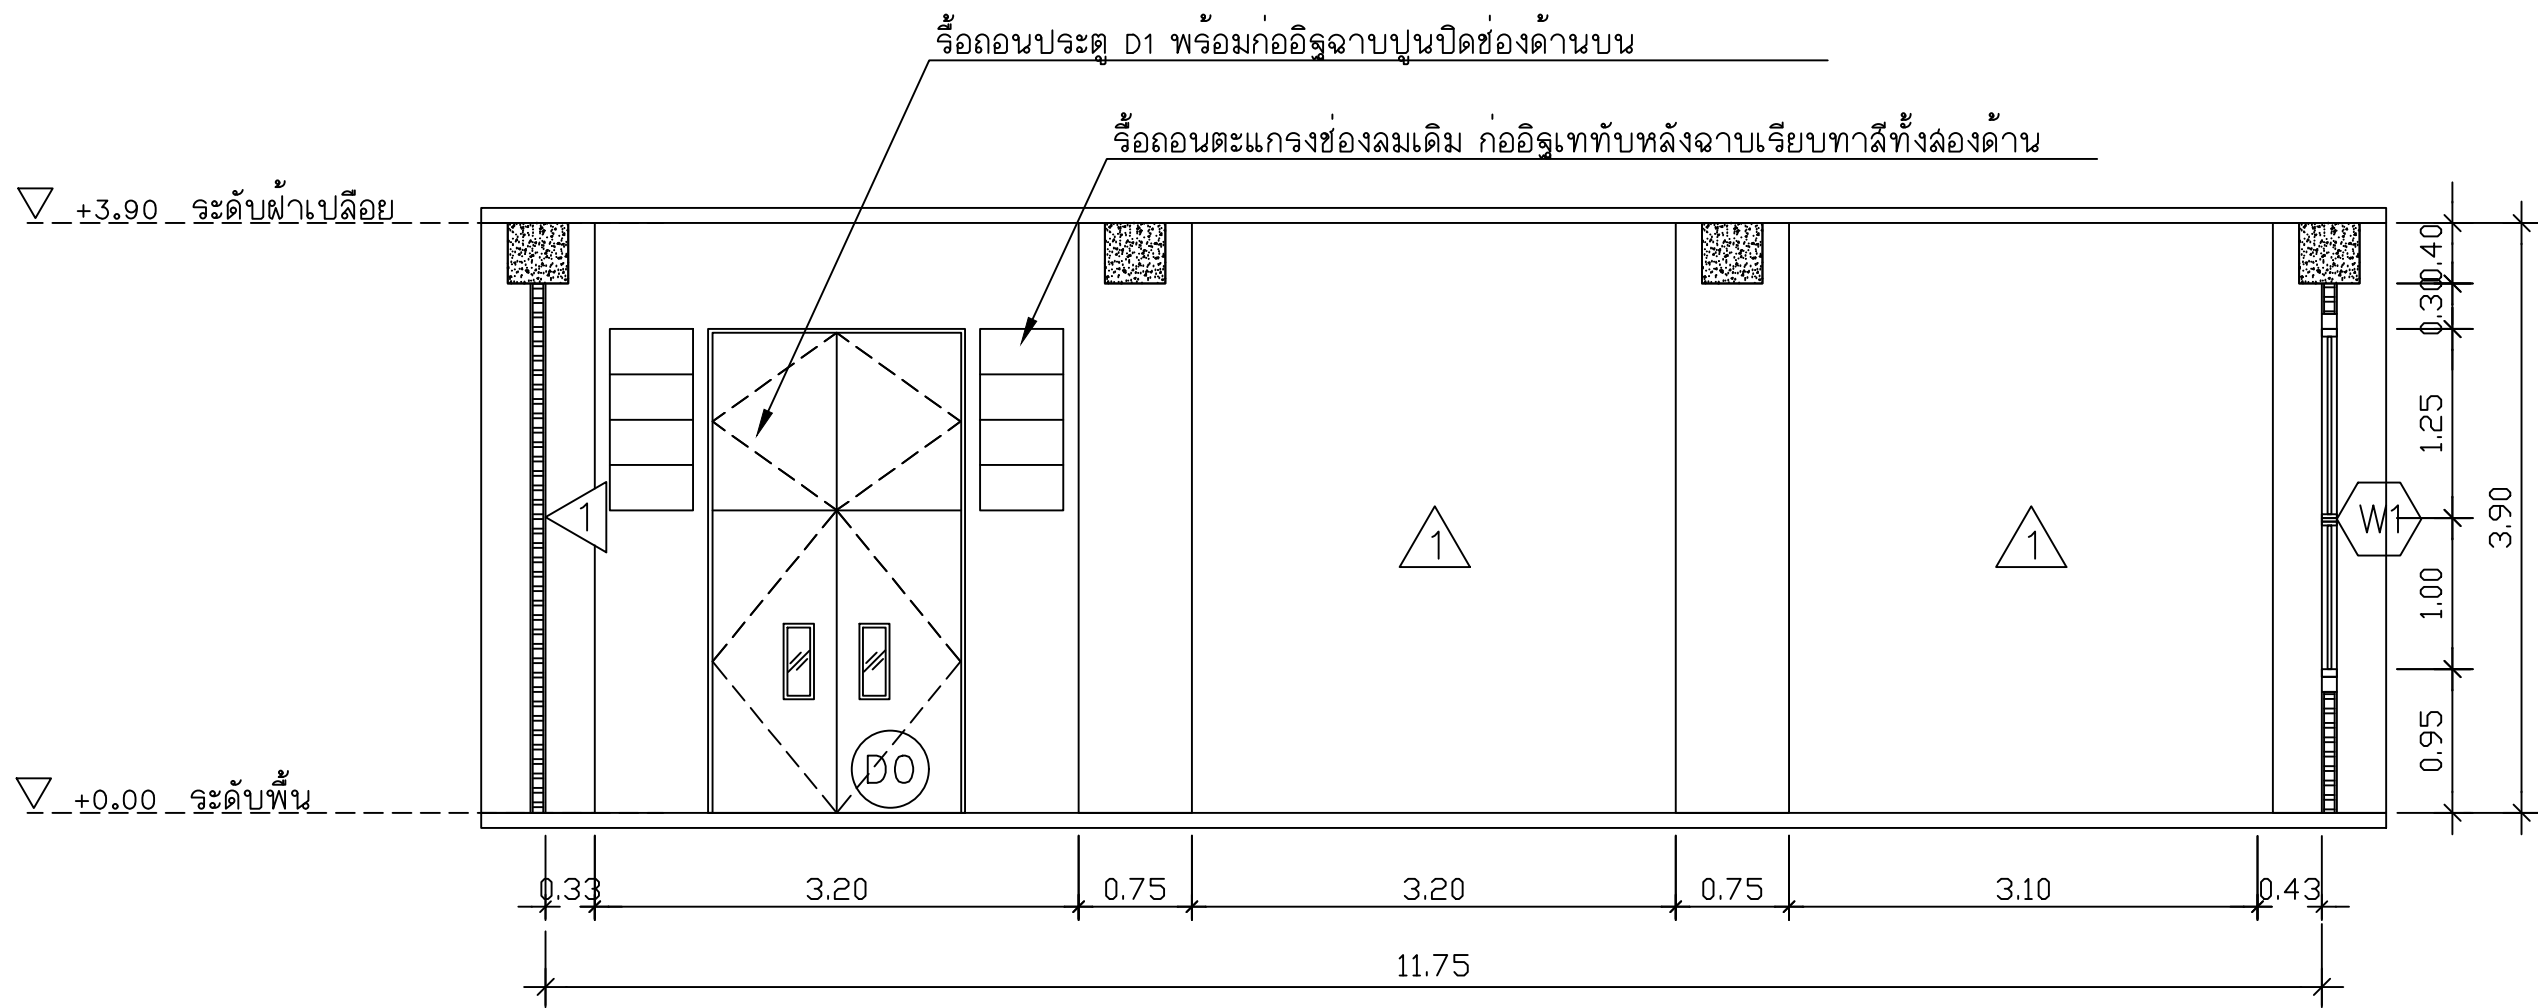 รื้อถอนประตู D1 พร้อมก่ออิฐฉาบปูนปิดช่องด้านบน
รื้อถอนตะแกรงช่องลมเดิม ก่ออิฐเททับหลังฉาบเรียบทาสีทั้งสองด้าน
+3.90 ระดับฝ้าเปลือย
0.40
0.30
1.25
1 1 1 W1
3.90
1.00
0.95
D0
+0.00 ระดับพื้น
0.33 3.20 0.75 3.20 0.75 3.10 0.43
11.75